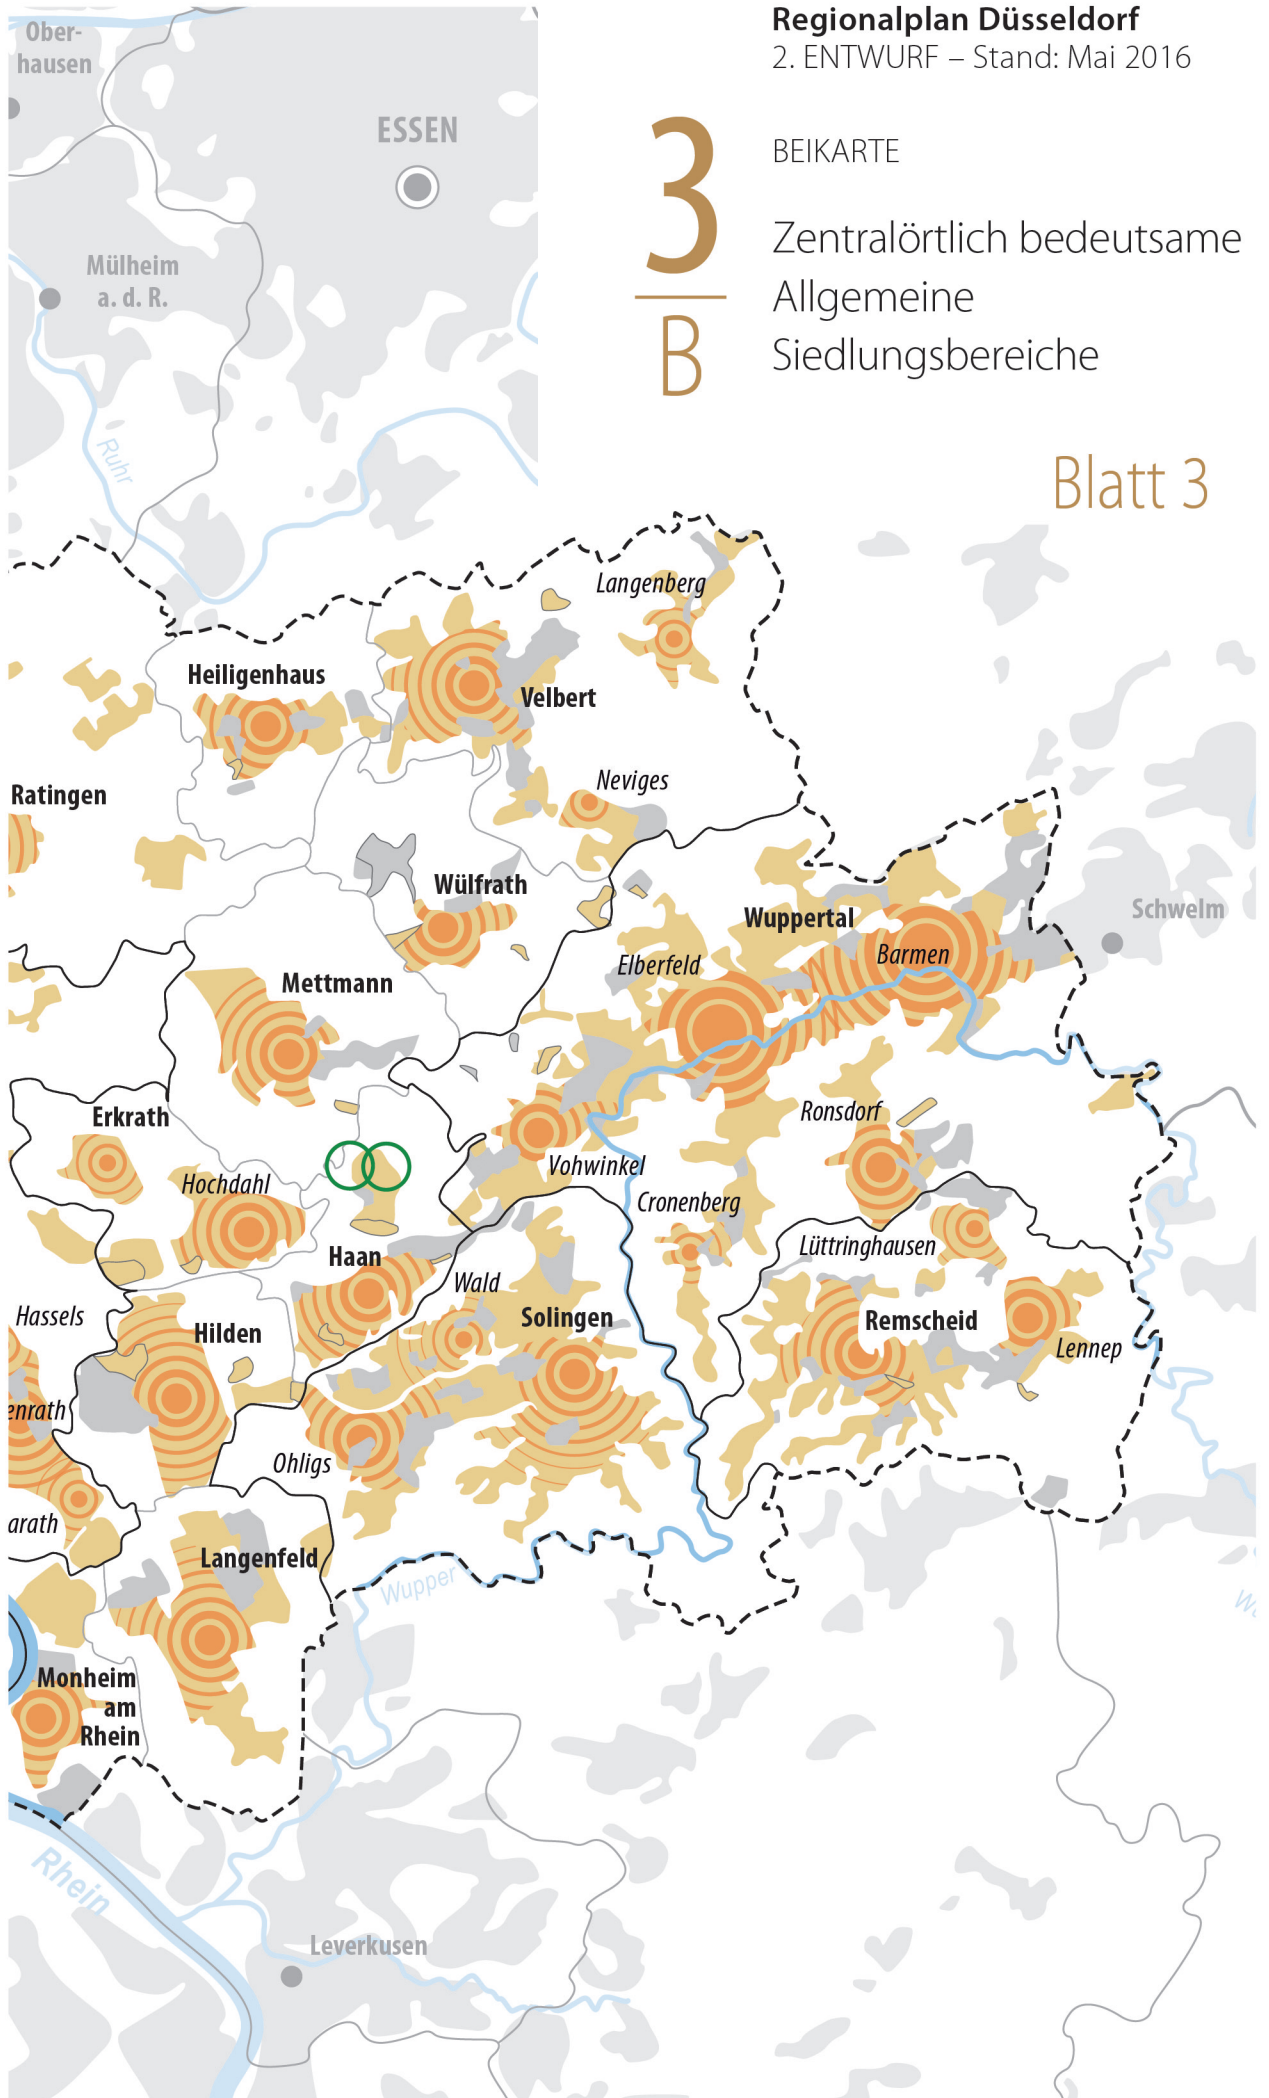 Regionalplan Düsseldorf
2. ENTWURF – Stand: Mai 2016
3
B
BEIKARTE
Zentralörtlich bedeutsame
Allgemeine
Siedlungsbereiche
Blatt 3
Ober-
hausen
ESSEN
Mülheim
a. d. R.
Ruhr
Langenberg
Heiligenhaus
Velbert
Neviges
Ratingen
Wülfrath
Wuppertal
Schwelm
Barmen
Elberfeld
Mettmann
Erkrath
Ronsdorf
Vohwinkel
Hochdahl
Cronenberg
Haan
Lüttringhausen
Wald
Hassels
Hilden
Solingen
Remscheid
Lennep
enrath
Ohligs
arath
Langenfeld
Wupper
Monheim
am
Rhein
Rhein
Leverkusen